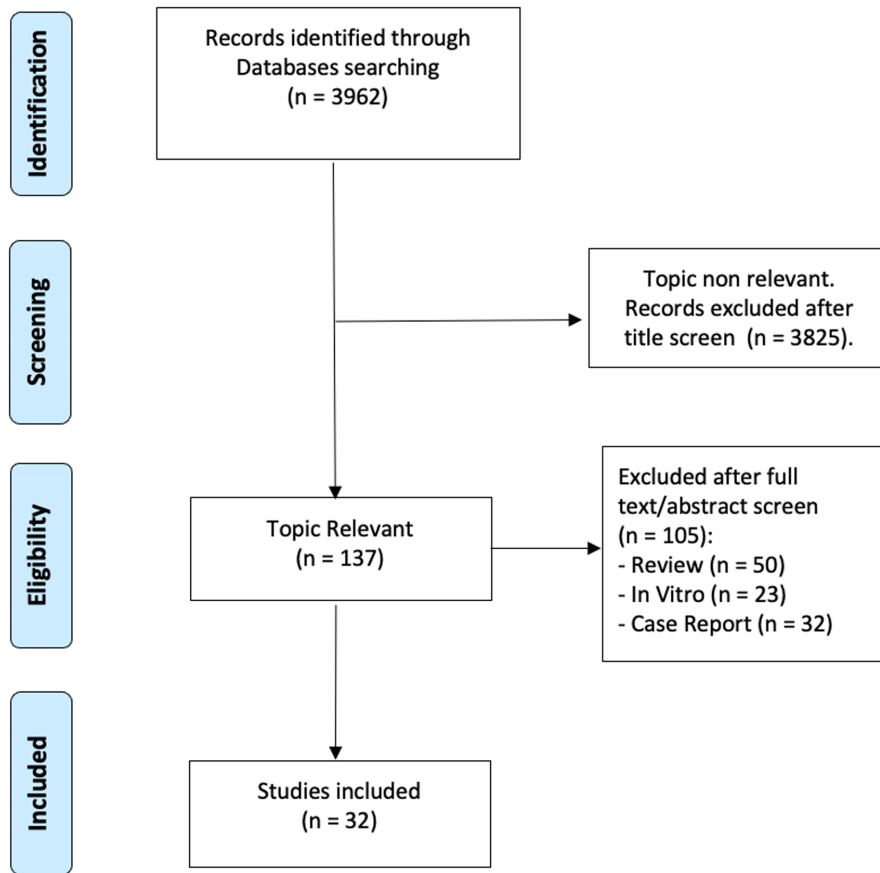 Identification
Records identified through
Databases searching
(n = 3962)
Screening
Topic non relevant.
Records excluded after
title screen (n = 3825).
Eligibility
Topic Relevant
(n = 137)
Excluded after full
text/abstract screen
(n = 105):
- Review (n = 50)
- In Vitro (n = 23)
- Case Report (n = 32)
Included
Studies included
(n = 32)